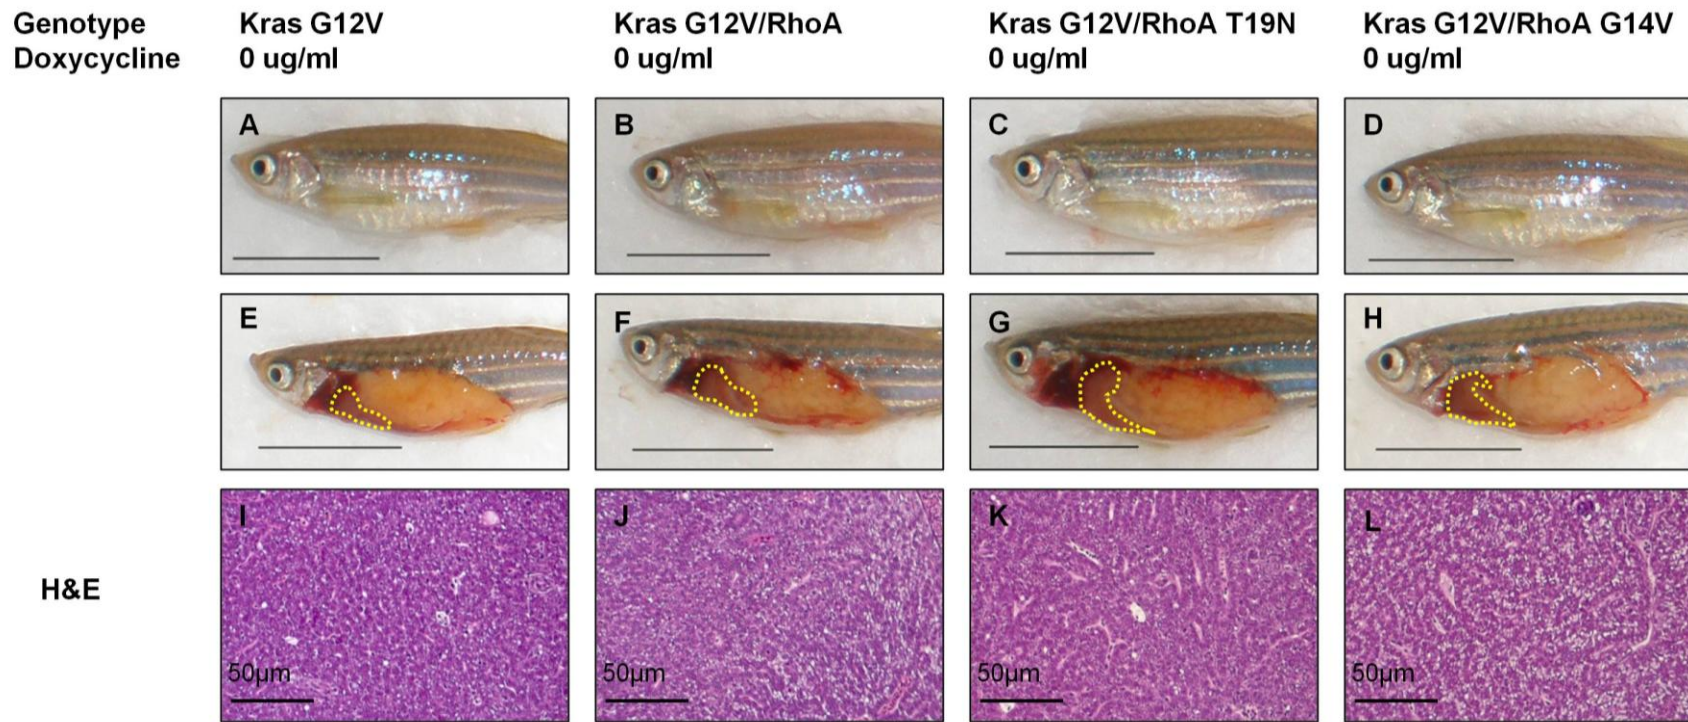 Genotype
Doxycycline
Kras G12V
0 ug/ml
Kras G12V/RhoA
0 ug/ml
Kras G12V/RhoA T19N
0 ug/ml
Kras G12V/RhoA G14V
0 ug/ml
A
B
C
D
E
F
G
H
H&E
I
J
K
L
50µm
50µm
50µm
50µm